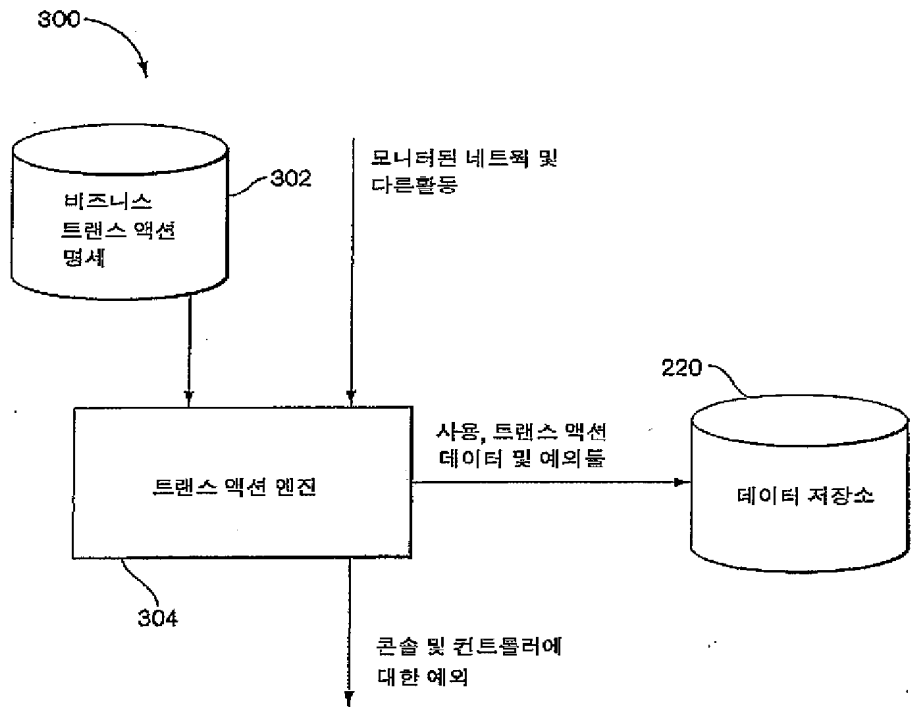 300
비즈니스
트랜스 액션
명세
302
모니터된 네트웍 및
다른활동
트랜스 액션 엔진
304
사용, 트랜스 액션
데이터 및 예외들
220
데이터 저장소
콘솔 및 컨트롤러에
대한 예외